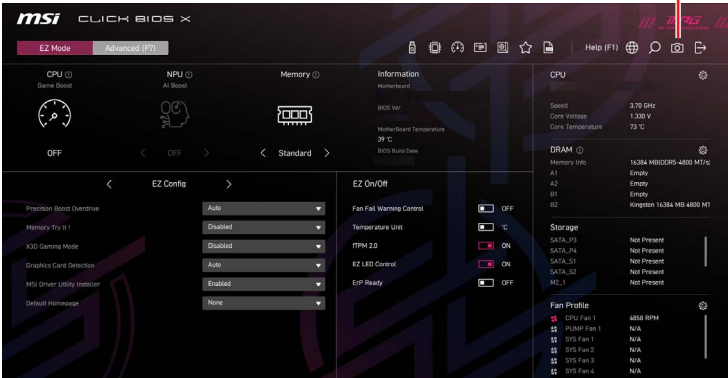 msi CLICK BIOS X
MAG
EZ Mode Advanced (F7) Help (F1)
CPU NPU Memory
Game Boost AI Boost
OFF < OFF > < Standard >
Information
Motherboard
BIOS Ver
MotherBoard Temperature
39 °C
BIOS Build Date
CPU
Speed 3.70 GHz
Core Voltage 1.330 V
Core Temperature 73 °C
DRAM
Memory Info 16384 MB(DDR5-4800 MT/s)
A1 Empty
A2 Empty
B1 Empty
B2 Kingston 16384 MB 4800 MT
< EZ Config >
Precision Boost Overdrive Auto
Memory Try It ! Disabled
X3D Gaming Mode Disabled
Graphics Card Detection Auto
MSI Driver Utility Installer Enabled
Default Homepage None
EZ On/Off
Fan Fail Warning Control OFF
Temperature Unit °C
fTPM 2.0 ON
EZ LED Control ON
ErP Ready OFF
Storage
SATA_P3 Not Present
SATA_P4 Not Present
SATA_S1 Not Present
SATA_S2 Not Present
M2_1 Not Present
Fan Profile
CPU Fan 1 4858 RPM
PUMP Fan 1 N/A
SYS Fan 1 N/A
SYS Fan 2 N/A
SYS Fan 3 N/A
SYS Fan 4 N/A